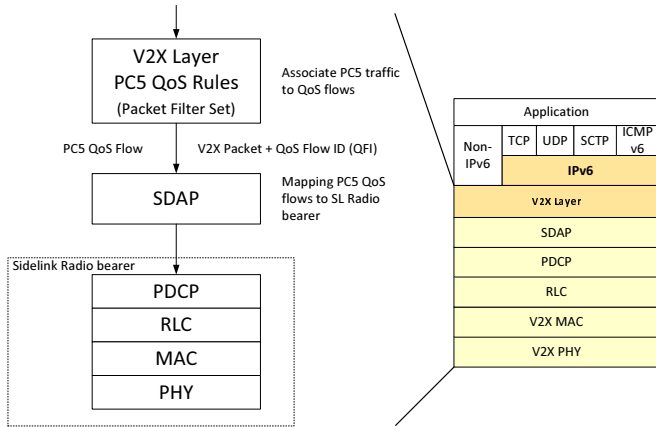 V2X Layer
PC5 QoS Rules
(Packet Filter Set)
Associate PC5 traffic
to QoS flows
PC5 QoS Flow
V2X Packet + QoS Flow ID (QFI)
SDAP
Mapping PC5 QoS
flows to SL Radio
bearer
Sidelink Radio bearer
PDCP
RLC
MAC
PHY
Application
Non-
IPv6
TCP
UDP
SCTP
ICMP
v6
IPv6
V2X Layer
SDAP
PDCP
RLC
V2X MAC
V2X PHY